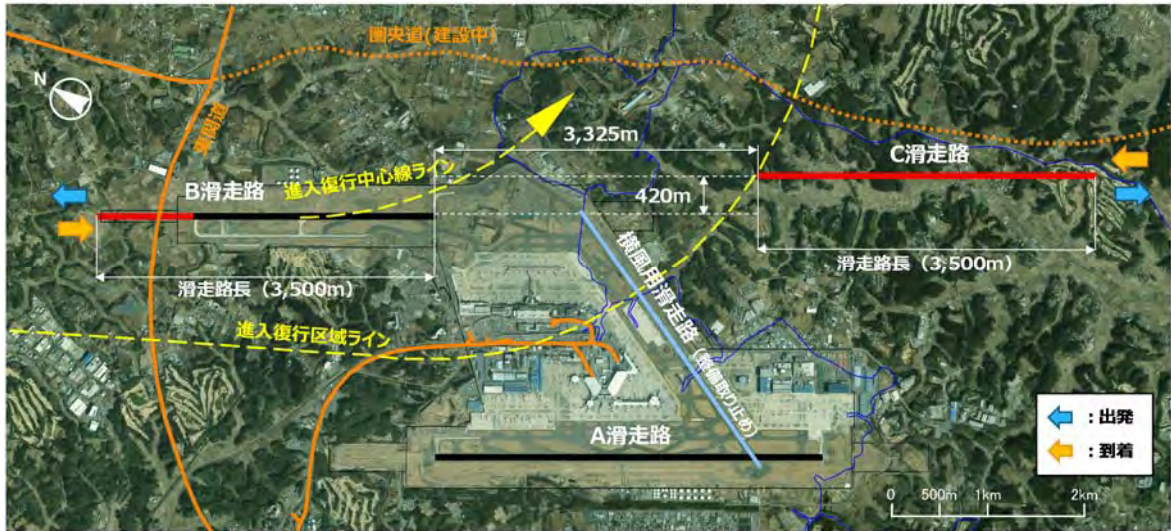 圏央道(建設中)
N
東関道
3,325m
C滑走路
進入復行中心線ライン
B滑走路
420m
滑走路長（3,500m）
滑走路長（3,500m）
横風用滑走路（整備取り止め）
進入復行区域ライン
A滑走路
：出発
：到着
0 500m 1km 2km